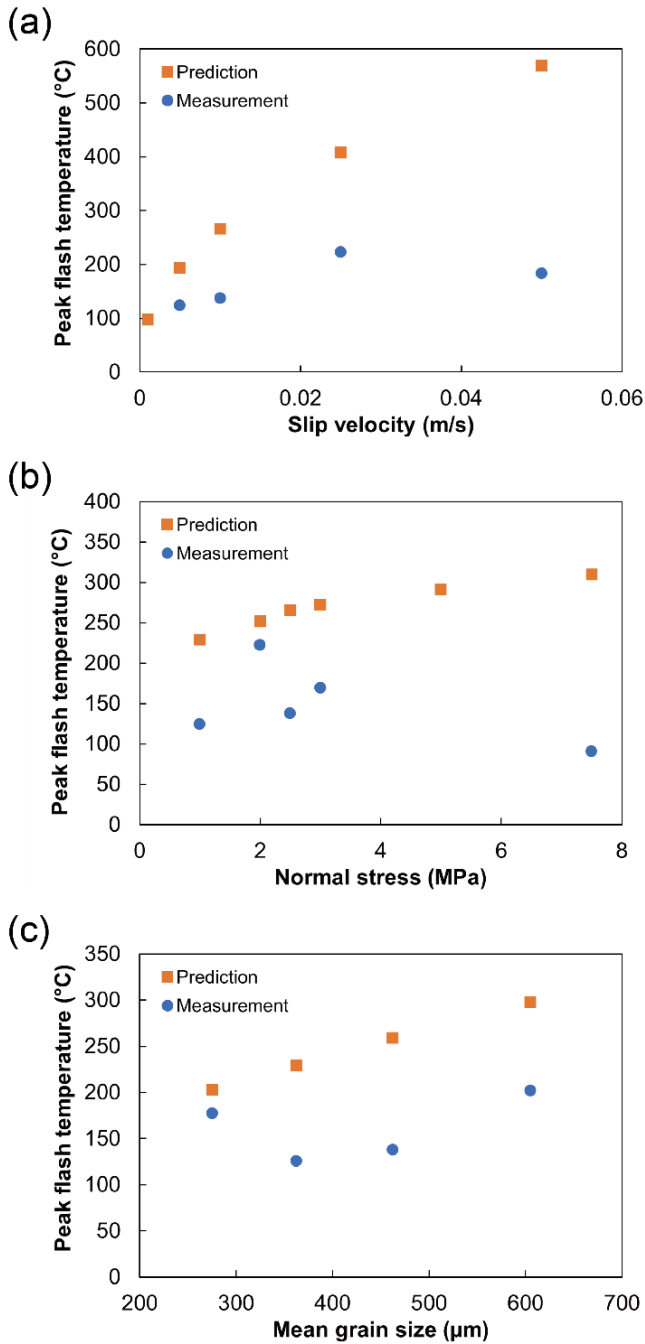 (a)
600
500
400
300
200
100
0
Peak flash temperature (°C)
Prediction
Measurement
0
0.02
0.04
0.06
Slip velocity (m/s)
(b)
400
350
300
250
200
150
100
50
0
Peak flash temperature (°C)
Prediction
Measurement
0
2
4
6
8
Normal stress (MPa)
(c)
350
300
250
200
150
100
50
0
Peak flash temperature (°C)
Prediction
Measurement
200
300
400
500
600
700
Mean grain size (μm)